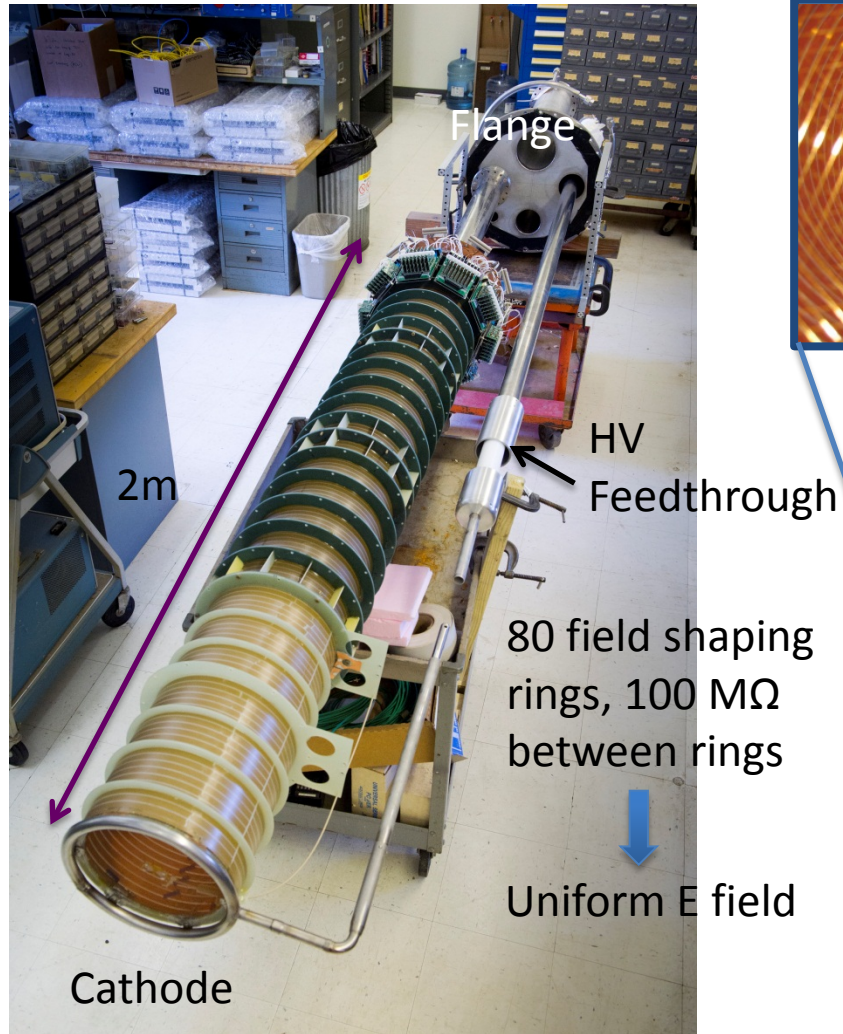 Flange
2m
HV
Feedthrough
80 field shaping
rings, 100 MΩ
between rings
Uniform E field
Cathode